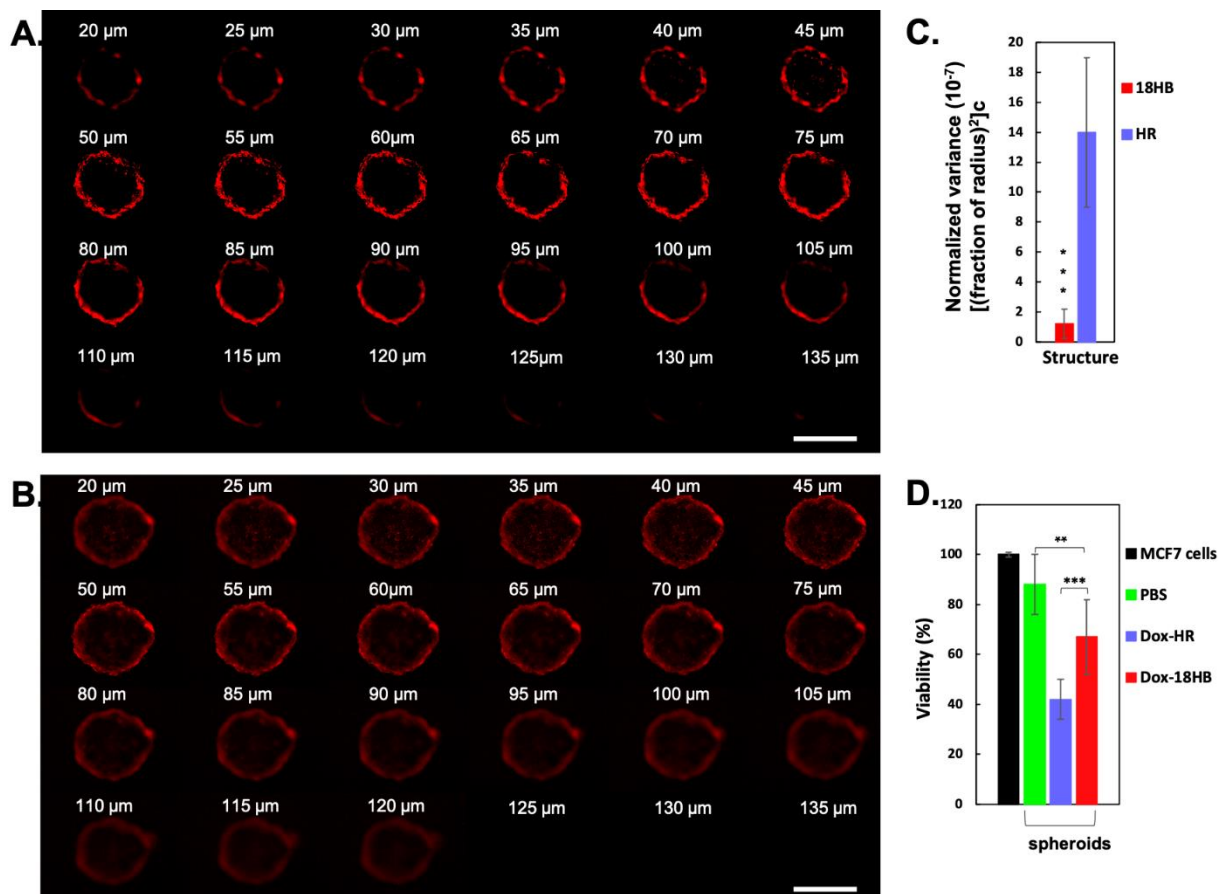 A.
20 µm 25 µm 30 µm 35 µm 40 µm 45 µm
50 µm 55 µm 60µm 65 µm 70 µm 75 µm
80 µm 85 µm 90 µm 95 µm 100 µm 105 µm
110 µm 115 µm 120 µm 125µm 130 µm 135 µm
B.
20 µm 25 µm 30 µm 35 µm 40 µm 45 µm
50 µm 55 µm 60µm 65 µm 70 µm 75 µm
80 µm 85 µm 90 µm 95 µm 100 µm 105 µm
110 µm 115 µm 120 µm 125 µm 130 µm 135 µm
C.
Normalized variance (10⁻⁷)
[(fraction of radius)²]c
20
18
16
14
12
10
8
6
4
2
0
***
Structure
18HB
HR
D.
Viability (%)
120
100
80
60
40
20
0
**
***
spheroids
MCF7 cells
PBS
Dox-HR
Dox-18HB